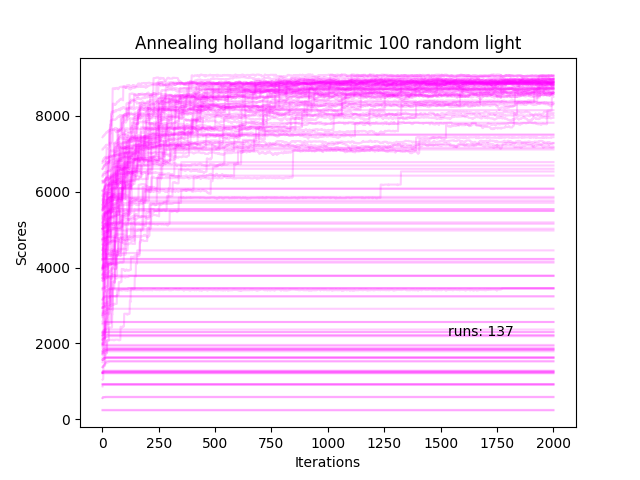 Annealing holland logaritmic 100 random light
Scores
8000
6000
4000
2000
0
runs: 137
0 250 500 750 1000 1250 1500 1750 2000
Iterations